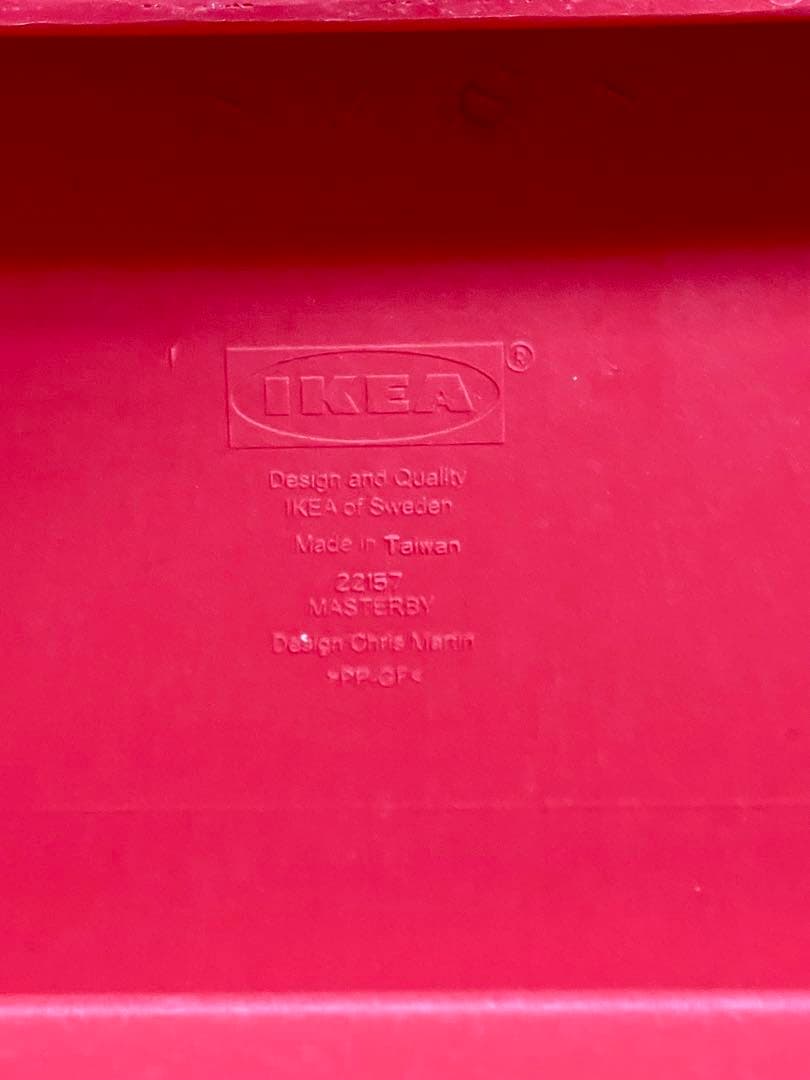 IKEA®
Design and Quality
IKEA of Sweden
Made in Taiwan
22157
MASTERBY
Design Chris Martin
>PP-GF<